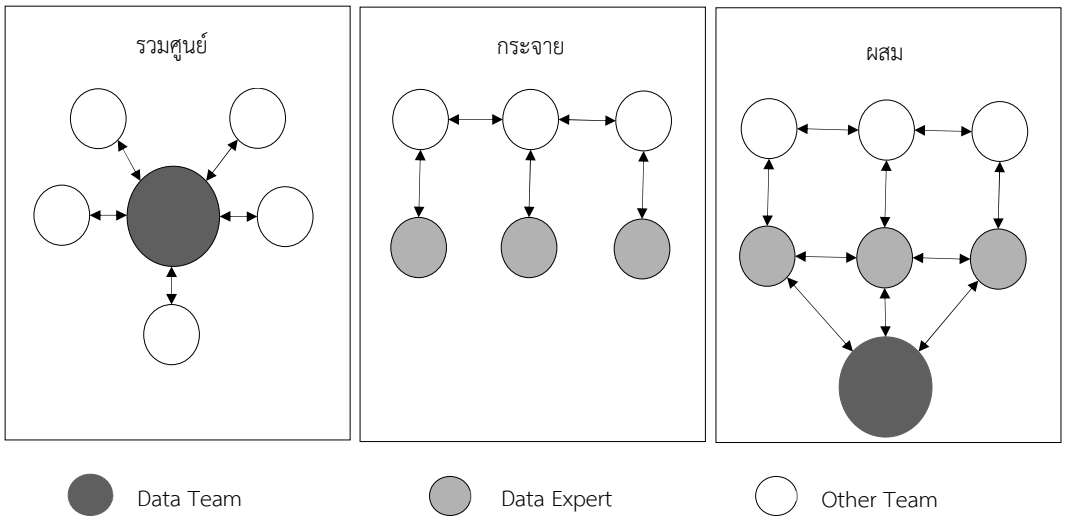 รวมศูนย์
กระจาย
ผสม
Data Team
Data Expert
Other Team